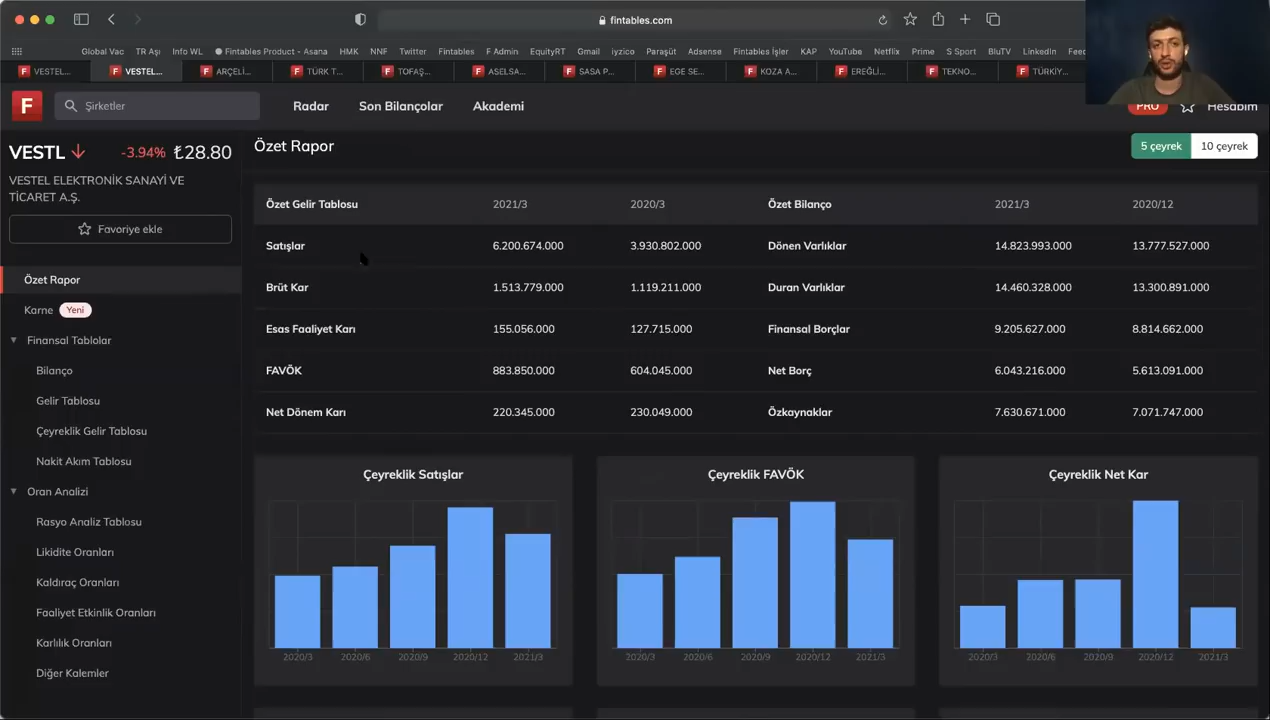 fintables.com
Global Vac TR Aşı Info WL Fintables Product - Asana HMK NNF Twitter Fintables F Admin EquityRT Gmail iyzico Paraşüt Adsense Fintables İşler KAP YouTube Netflix Prime S Sport BluTV LinkedIn
VESTEL... VESTEL... ARÇELİ... TÜRK T... TOFAŞ... ASELSA... SASA P... EGE SE... KOZA A... EREĞLİ... TEKNO... TÜRKİY...
F Şirketler Radar Son Bilançolar Akademi PRO Hesabım
VESTL -3.94% ₺28.80
VESTEL ELEKTRONİK SANAYİ VE
TİCARET A.Ş.
Favoriye ekle
Özet Rapor
Karne Yeni
Finansal Tablolar
Bilanço
Gelir Tablosu
Çeyreklik Gelir Tablosu
Nakit Akım Tablosu
Oran Analizi
Rasyo Analiz Tablosu
Likidite Oranları
Kaldıraç Oranları
Faaliyet Etkinlik Oranları
Karlılık Oranları
Diğer Kalemler
Özet Rapor 5 çeyrek 10 çeyrek
Özet Gelir Tablosu 2021/3 2020/3 Özet Bilanço 2021/3 2020/12
Satışlar 6.200.674.000 3.930.802.000 Dönen Varlıklar 14.823.993.000 13.777.527.000
Brüt Kar 1.513.779.000 1.119.211.000 Duran Varlıklar 14.460.328.000 13.300.891.000
Esas Faaliyet Karı 155.056.000 127.715.000 Finansal Borçlar 9.205.627.000 8.814.662.000
FAVÖK 883.850.000 604.045.000 Net Borç 6.043.216.000 5.613.091.000
Net Dönem Karı 220.345.000 230.049.000 Özkaynaklar 7.630.671.000 7.071.747.000
Çeyreklik Satışlar
2020/3 2020/6 2020/9 2020/12 2021/3
Çeyreklik FAVÖK
2020/3 2020/6 2020/9 2020/12 2021/3
Çeyreklik Net Kar
2020/3 2020/6 2020/9 2020/12 2021/3